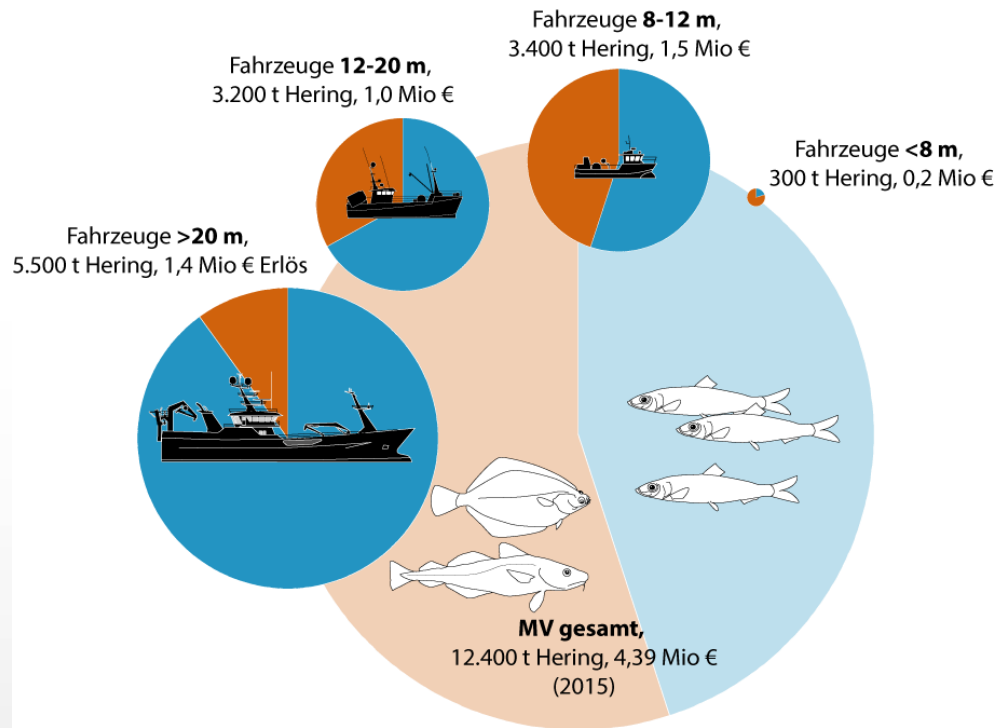 Fahrzeuge 8-12 m,
3.400 t Hering, 1,5 Mio €
Fahrzeuge 12-20 m,
3.200 t Hering, 1,0 Mio €
Fahrzeuge <8 m,
300 t Hering, 0,2 Mio €
Fahrzeuge >20 m,
5.500 t Hering, 1,4 Mio € Erlös
MV gesamt,
12.400 t Hering, 4,39 Mio €
(2015)